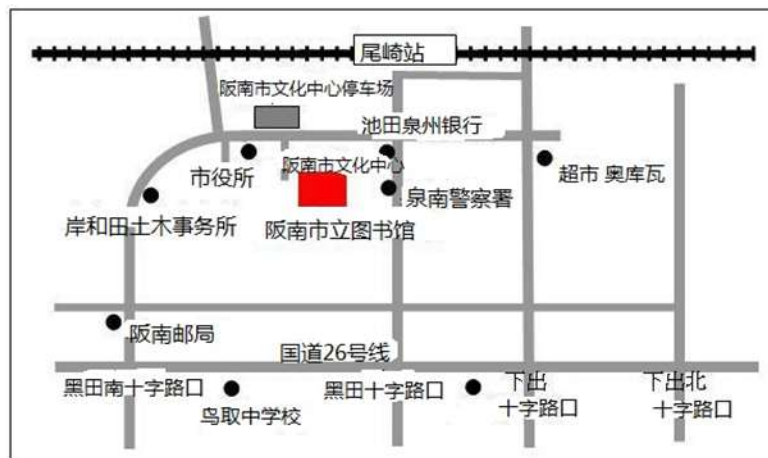 尾崎站
阪南市文化中心停车场
池田泉州银行
市役所
阪南市文化中心
超市 奥库瓦
泉南警察署
岸和田土木事务所
阪南市立图书馆
阪南邮局
国道26号线
黑田南十字路口
鸟取中学校
黑田十字路口
下出
十字路口
下出北
十字路口